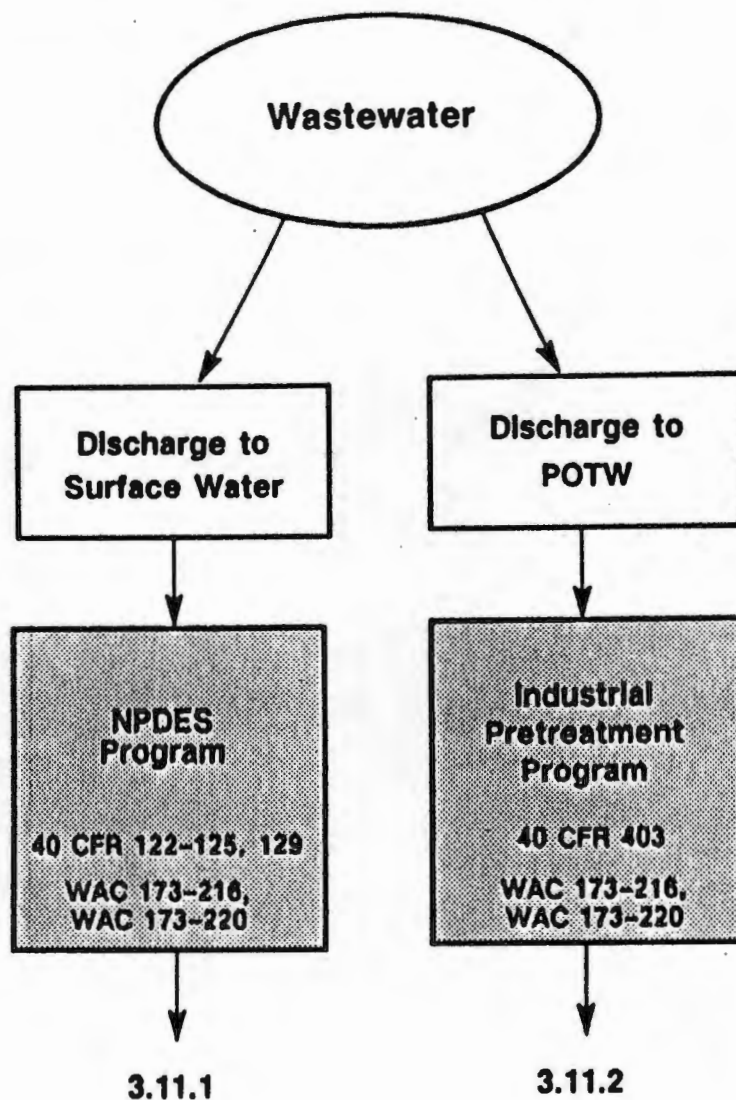 Wastewater
Discharge to
Surface Water
Discharge to
POTW
NPDES
Program
40 CFR 122-125, 129
WAC 173-216,
WAC 173-220
Industrial
Pretreatment
Program
40 CFR 403
WAC 173-216,
WAC 173-220
3.11.1
3.11.2